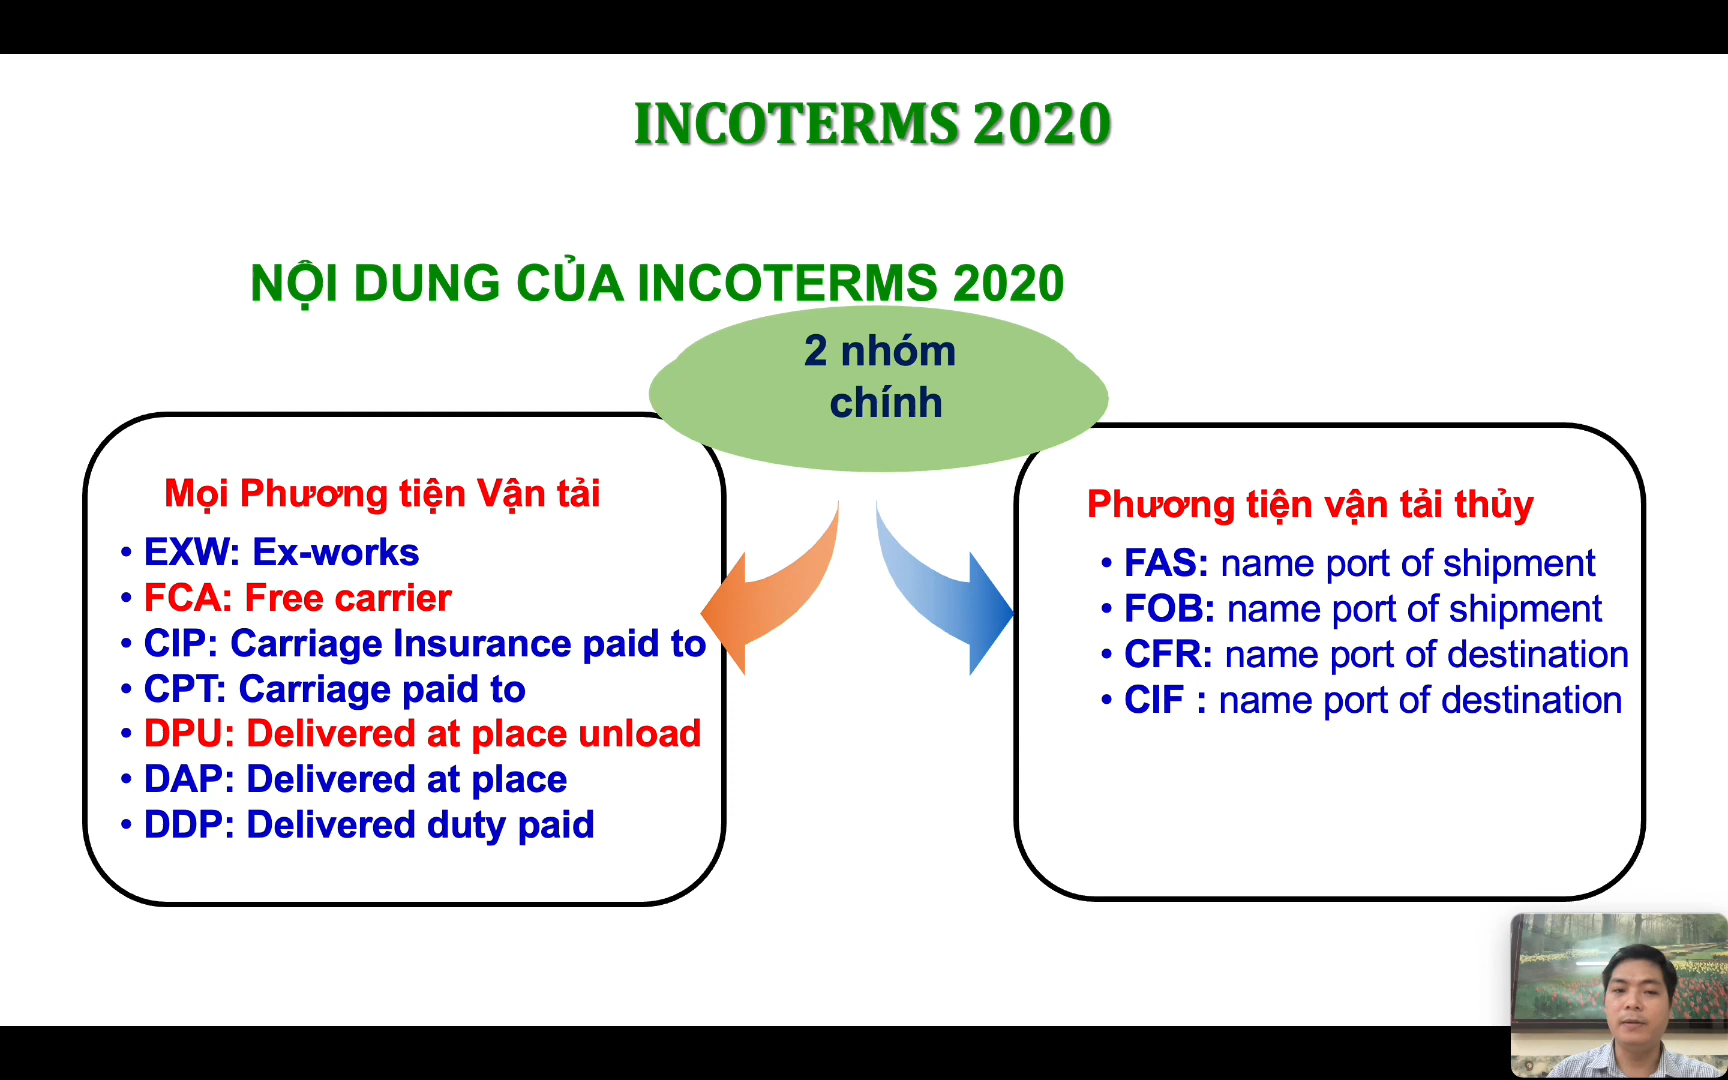 INCOTERMS 2020
NỘI DUNG CỦA INCOTERMS 2020
2 nhóm
chính
Mọi Phương tiện Vận tải
• EXW: Ex-works
• FCA: Free carrier
• CIP: Carriage Insurance paid to
• CPT: Carriage paid to
• DPU: Delivered at place unload
• DAP: Delivered at place
• DDP: Delivered duty paid
Phương tiện vận tải thủy
• FAS: name port of shipment
• FOB: name port of shipment
• CFR: name port of destination
• CIF : name port of destination